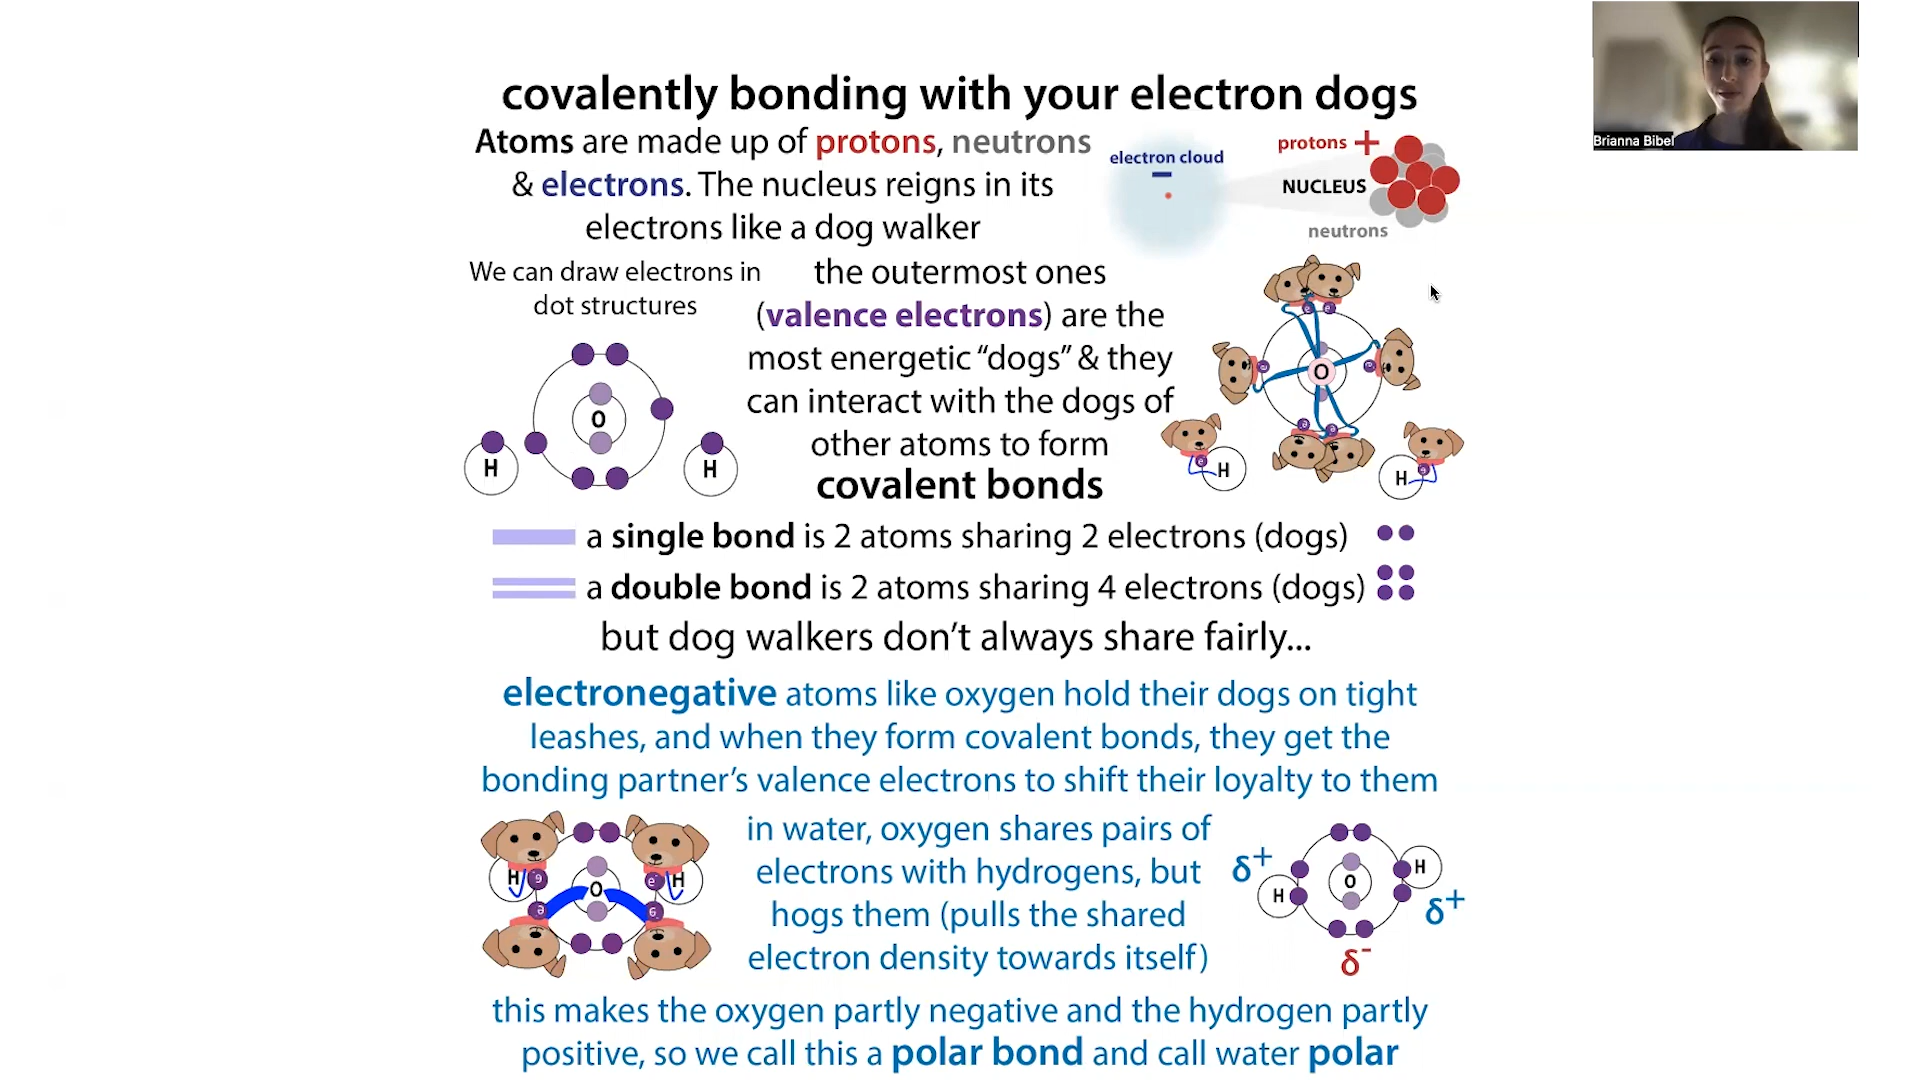 covalently bonding with your electron dogs
Atoms are made up of protons, neutrons
& electrons. The nucleus reigns in its
electrons like a dog walker
electron cloud
protons +
NUCLEUS
neutrons
Brianna Bibel
We can draw electrons in
dot structures
the outermost ones
(valence electrons) are the
most energetic “dogs” & they
can interact with the dogs of
other atoms to form
covalent bonds
O
H
H
e
e
e
e
O
e
e
e
H
e
H
a single bond is 2 atoms sharing 2 electrons (dogs)
a double bond is 2 atoms sharing 4 electrons (dogs)
but dog walkers don’t always share fairly...
electronegative atoms like oxygen hold their dogs on tight
leashes, and when they form covalent bonds, they get the
bonding partner’s valence electrons to shift their loyalty to them
H
e
O
e
H
e
e
in water, oxygen shares pairs of
electrons with hydrogens, but
hogs them (pulls the shared
electron density towards itself)
δ+
H
O
H
δ+
δ-
this makes the oxygen partly negative and the hydrogen partly
positive, so we call this a polar bond and call water polar